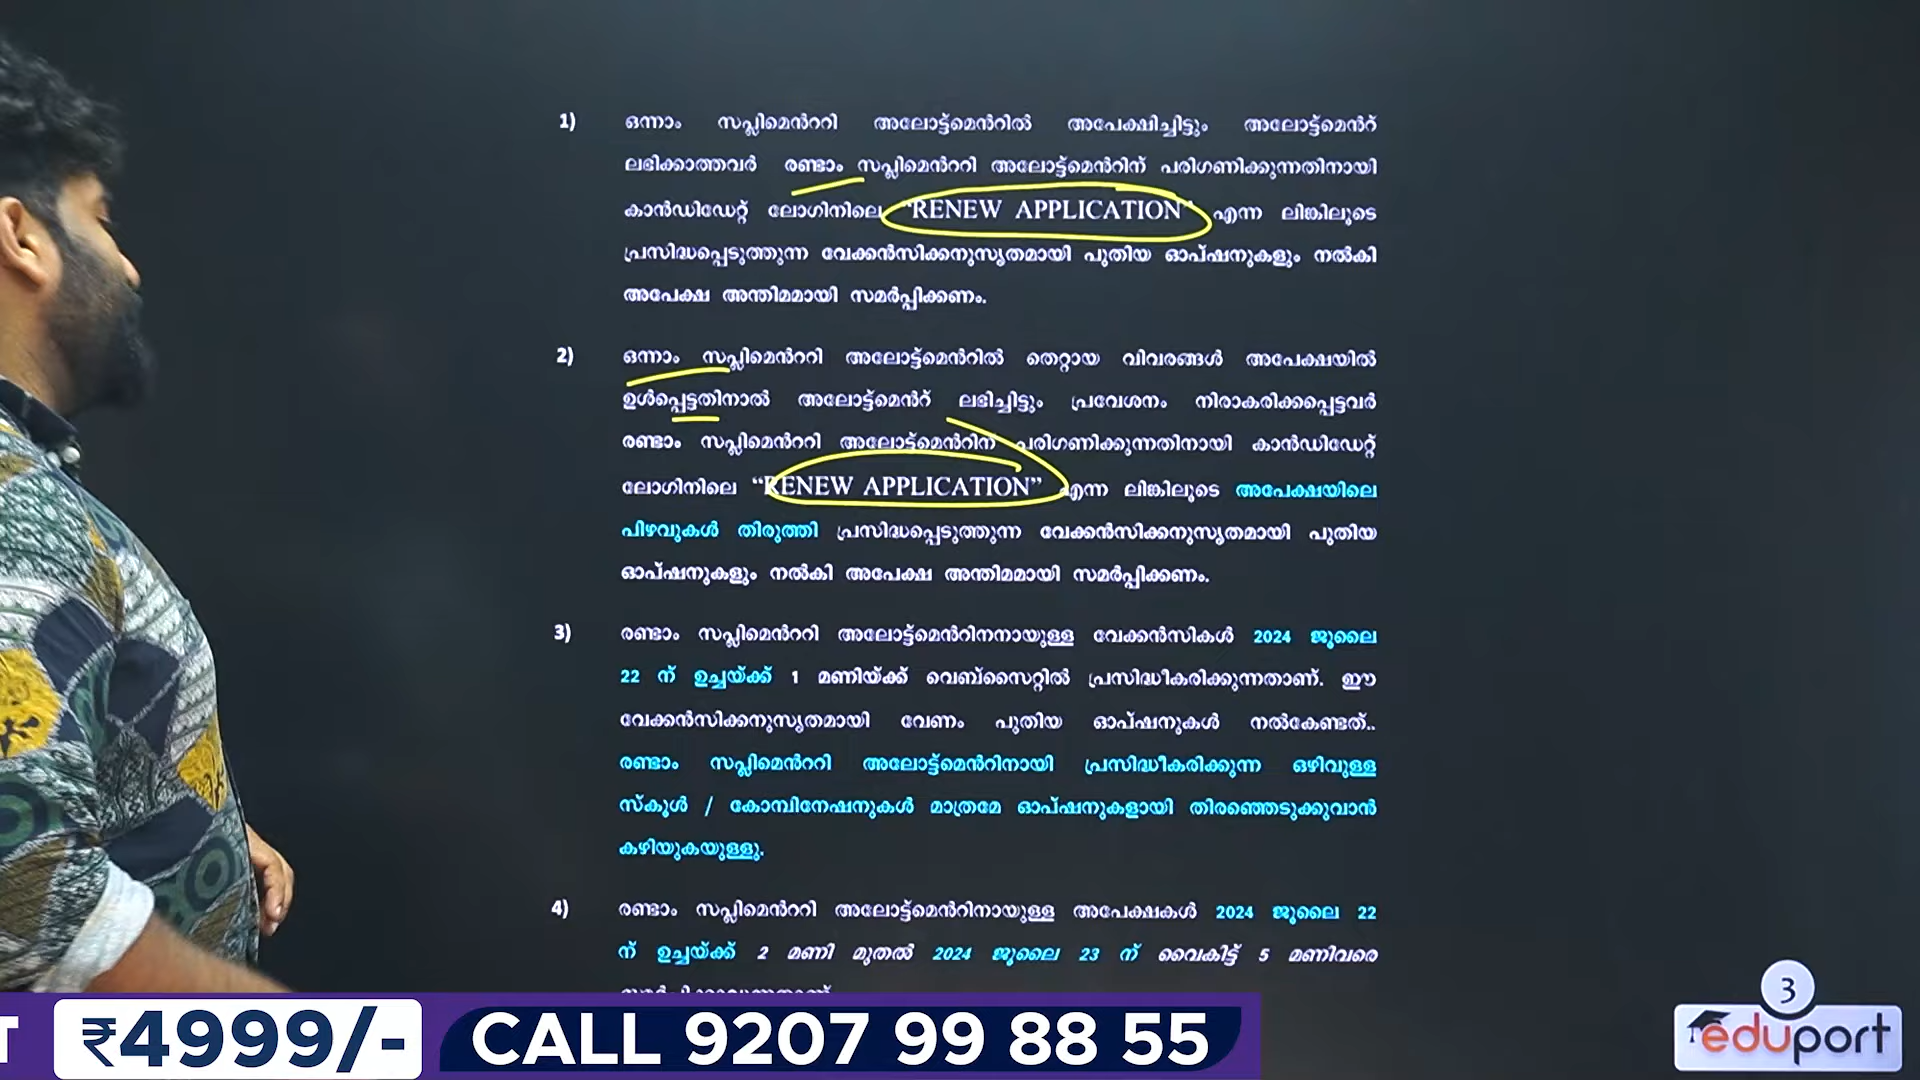 1) ഒന്നാം സപ്ലിമെൻററി അലോട്ട്മെൻറിൽ അപേക്ഷിച്ചിട്ടും അലോട്ട്മെൻറ്
ലഭിക്കാത്തവർ രണ്ടാം സപ്ലിമെൻററി അലോട്ട്മെൻറിന് പരിഗണിക്കുന്നതിനായി
കാൻഡിഡേറ്റ് ലോഗിനിലെ “RENEW APPLICATION” എന്ന ലിങ്കിലൂടെ
പ്രസിദ്ധപ്പെടുത്തുന്ന വേക്കൻസിക്കനുസൃതമായി പുതിയ ഓപ്ഷനുകളും നൽകി
അപേക്ഷ അന്തിമമായി സമർപ്പിക്കണം.
2) ഒന്നാം സപ്ലിമെൻററി അലോട്ട്മെൻറിൽ തെറ്റായ വിവരങ്ങൾ അപേക്ഷയിൽ
ഉൾപ്പെട്ടതിനാൽ അലോട്ട്മെൻറ് ലഭിച്ചിട്ടും പ്രവേശനം നിരാകരിക്കപ്പെട്ടവർ
രണ്ടാം സപ്ലിമെൻററി അലോട്ട്മെൻറിന് പരിഗണിക്കുന്നതിനായി കാൻഡിഡേറ്റ്
ലോഗിനിലെ “RENEW APPLICATION” എന്ന ലിങ്കിലൂടെ അപേക്ഷയിലെ
പിഴവുകൾ തിരുത്തി പ്രസിദ്ധപ്പെടുത്തുന്ന വേക്കൻസിക്കനുസൃതമായി പുതിയ
ഓപ്ഷനുകളും നൽകി അപേക്ഷ അന്തിമമായി സമർപ്പിക്കണം.
3) രണ്ടാം സപ്ലിമെൻററി അലോട്ട്മെൻറിനനായുള്ള വേക്കൻസികൾ 2024 ജൂലൈ
22 ന് ഉച്ചയ്ക്ക് 1 മണിയ്ക്ക് വെബ്സൈറ്റിൽ പ്രസിദ്ധീകരിക്കുന്നതാണ്. ഈ
വേക്കൻസിക്കനുസൃതമായി വേണം പുതിയ ഓപ്ഷനുകൾ നൽകേണ്ടത്..
രണ്ടാം സപ്ലിമെൻററി അലോട്ട്മെൻറിനായി പ്രസിദ്ധീകരിക്കുന്ന ഒഴിവുള്ള
സ്കൂൾ / കോമ്പിനേഷനുകൾ മാത്രമേ ഓപ്ഷനുകളായി തിരഞ്ഞെടുക്കുവാൻ
കഴിയുകയുള്ളു.
4) രണ്ടാം സപ്ലിമെൻററി അലോട്ട്മെൻറിനായുള്ള അപേക്ഷകൾ 2024 ജൂലൈ 22
ന് ഉച്ചയ്ക്ക് 2 മണി മുതൽ 2024 ജൂലൈ 23 ന് വൈകിട്ട് 5 മണിവരെ
₹4999/- CALL 9207 99 88 55
3
eduport